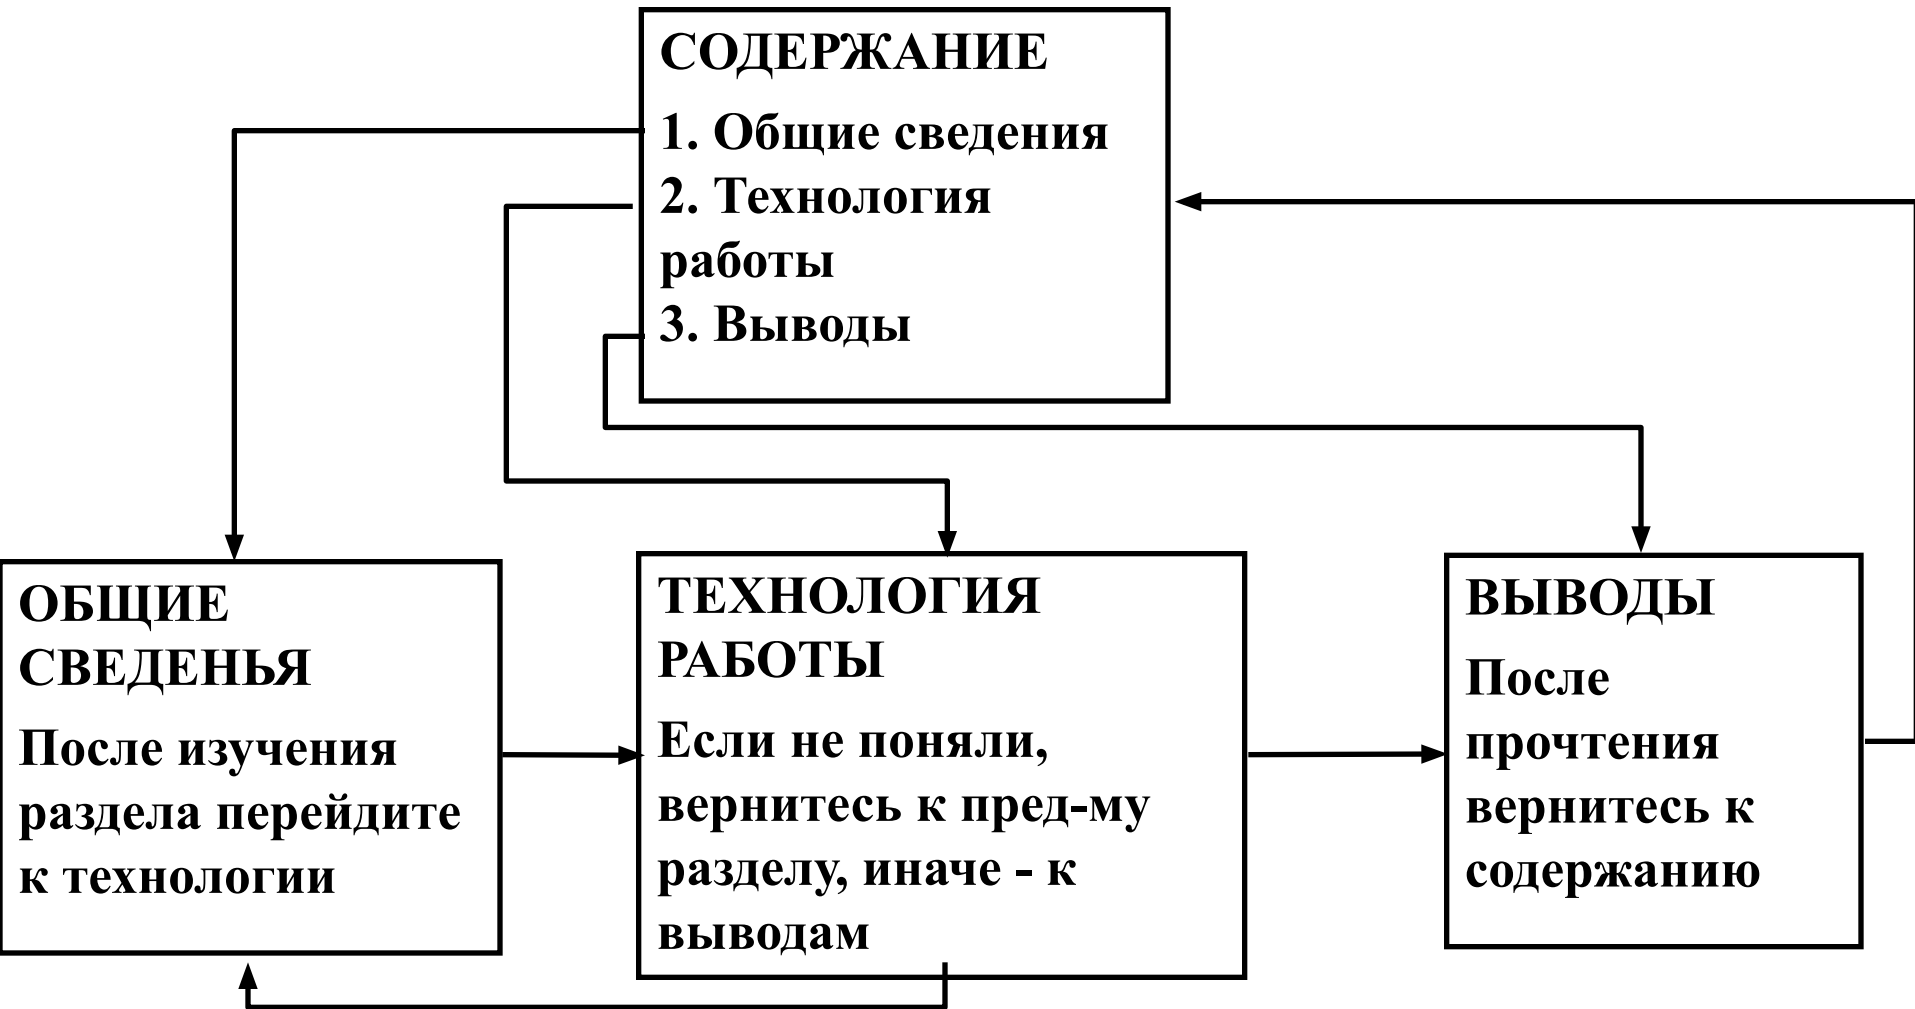 СОДЕРЖАНИЕ
1. Общие сведения
2. Технология
работы
3. Выводы
ОБЩИЕ
СВЕДЕНЬЯ
После изучения
раздела перейдите
к технологии
ТЕХНОЛОГИЯ
РАБОТЫ
Если не поняли,
вернитесь к пред-му
разделу, иначе - к
выводам
ВЫВОДЫ
После
прочтения
вернитесь к
содержанию